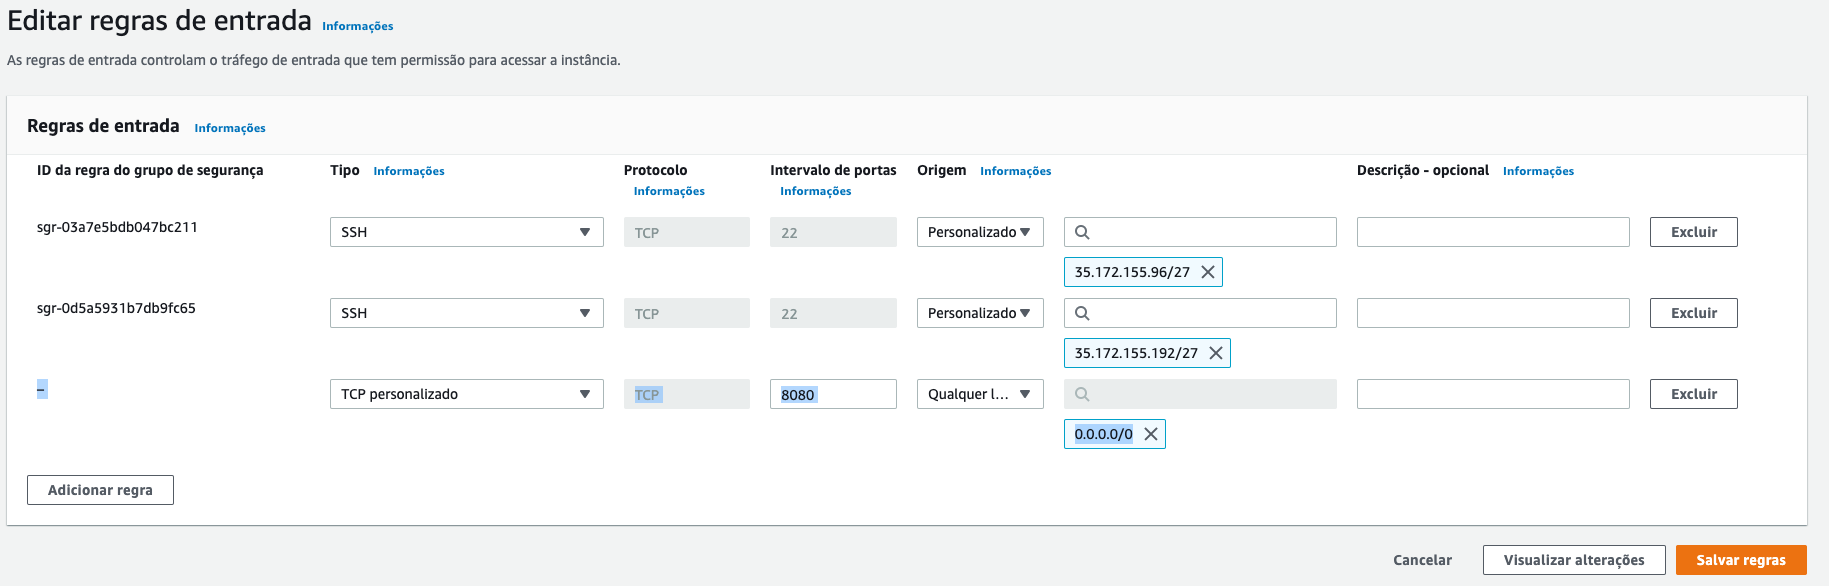 Editar regras de entrada Informações
As regras de entrada controlam o tráfego de entrada que tem permissão para acessar a instância.
Regras de entrada Informações
ID da regra do grupo de segurança Tipo Informações Protocolo Intervalo de portas Origem Informações Descrição - opcional Informações
Informações Informações
sgr-03a7e5bdb047bc211 SSH TCP 22 Personalizado Excluir
35.172.155.96/27
sgr-0d5a5931b7db9fc65 SSH TCP 22 Personalizado Excluir
35.172.155.192/27
– TCP personalizado TCP 8080 Qualquer l... Excluir
0.0.0.0/0
Adicionar regra
Cancelar Visualizar alterações Salvar regras